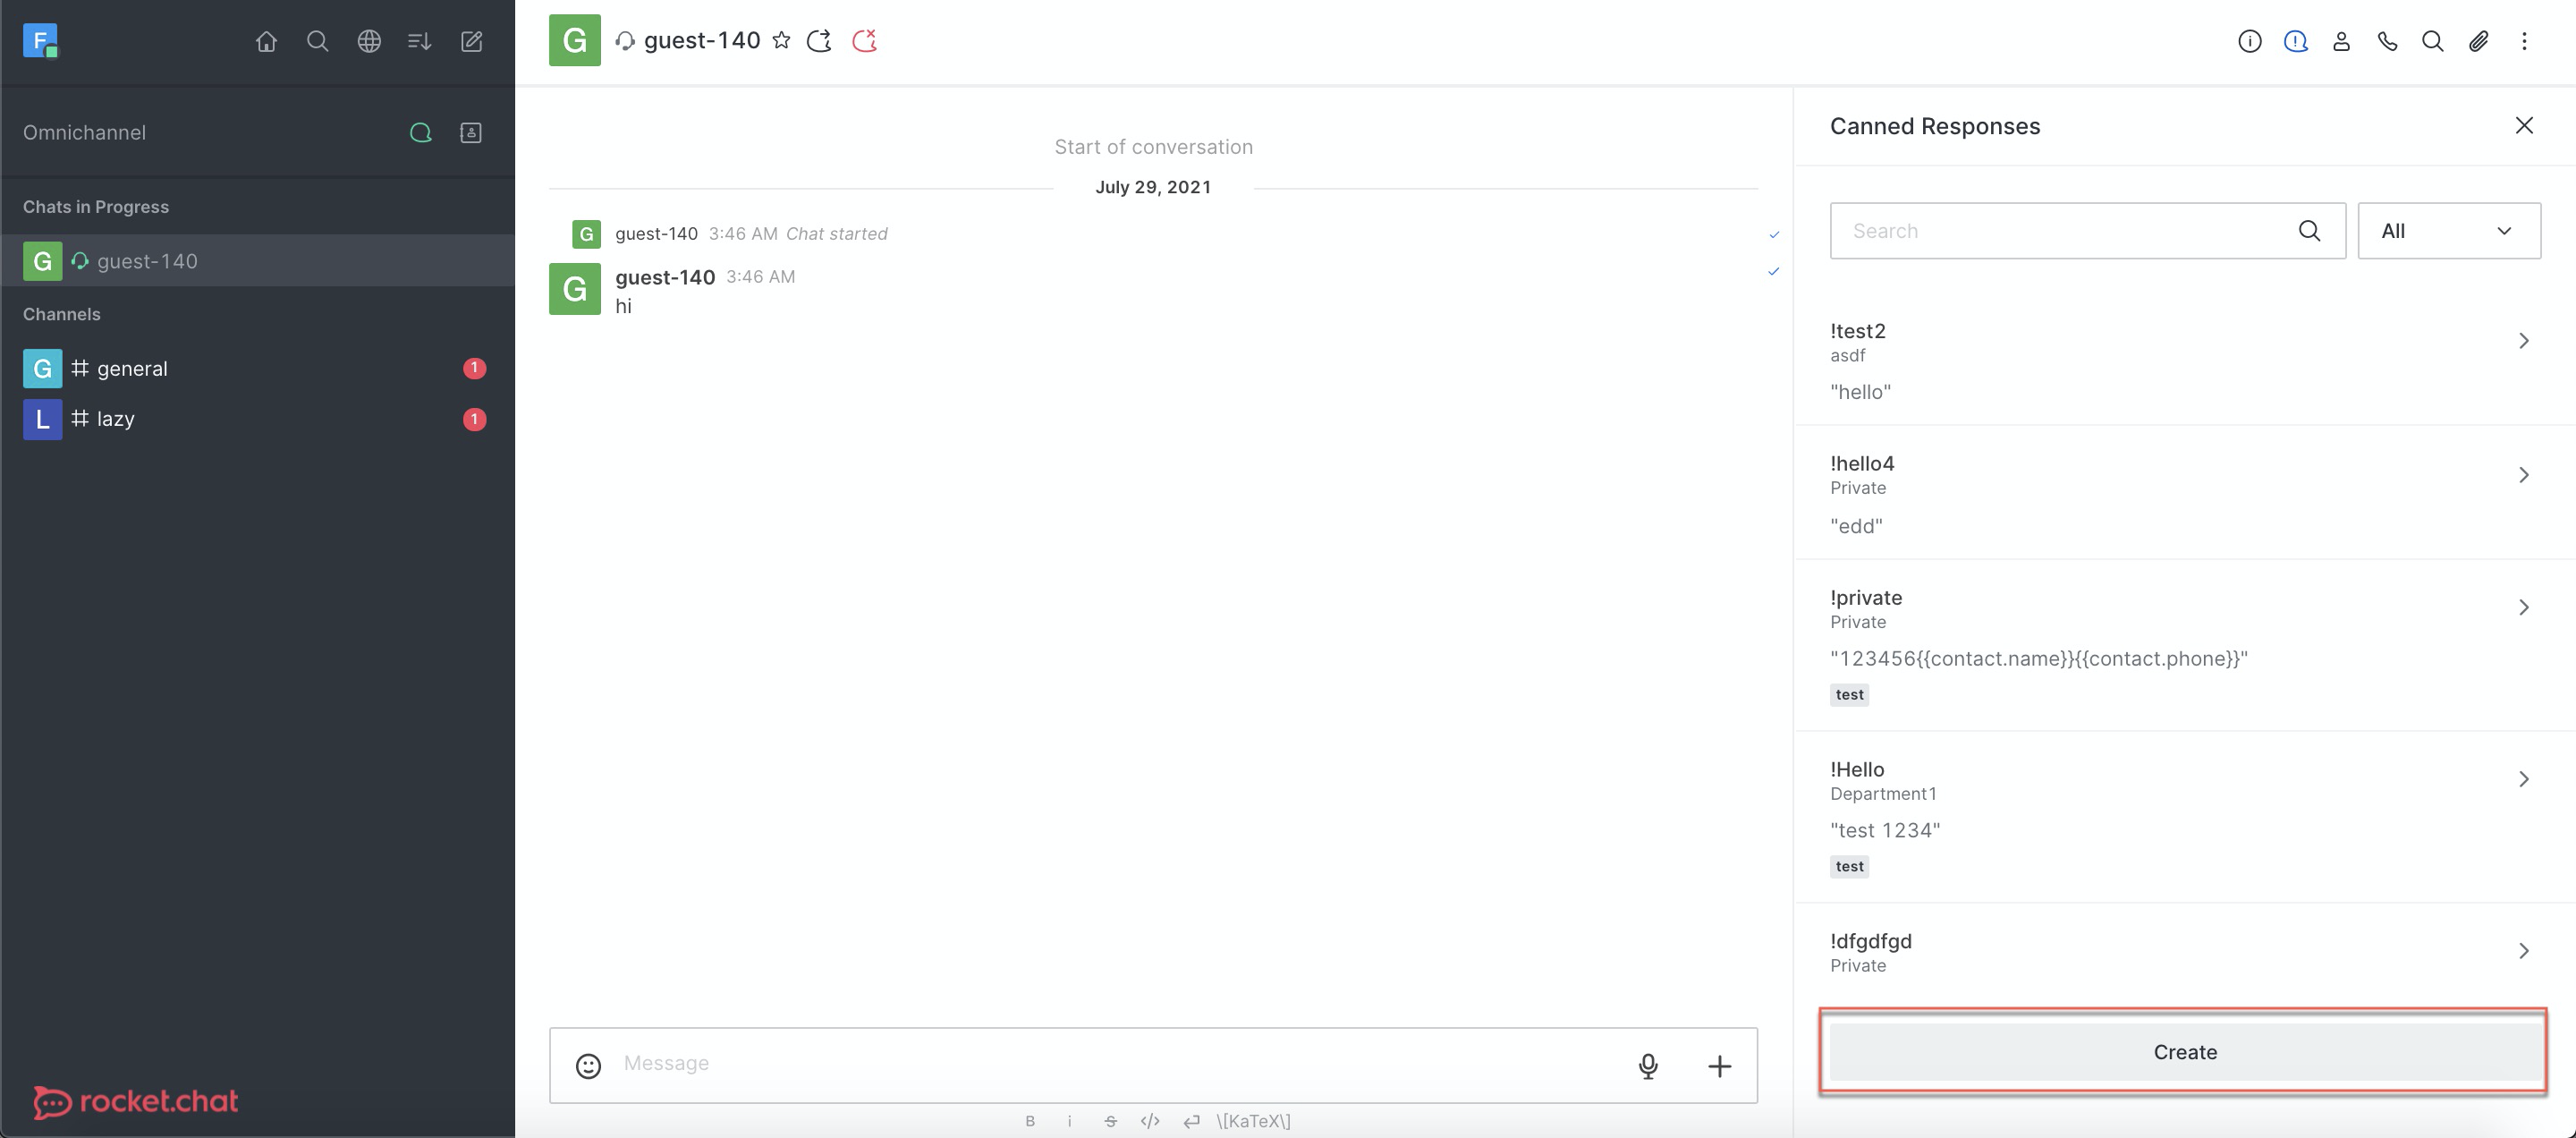 F
Omnichannel
Chats in Progress
G guest-140
Channels
G # general 1
L # lazy 1
rocket.chat
G guest-140
Start of conversation
July 29, 2021
G guest-140 3:46 AM Chat started
G guest-140 3:46 AM
hi
Message
B i S </> \[KaTeX\]
Canned Responses
Search All
!test2
asdf
"hello"
!hello4
Private
"edd"
!private
Private
"123456{{contact.name}}{{contact.phone}}"
test
!Hello
Department1
"test 1234"
test
!dfgdfgd
Private
Create